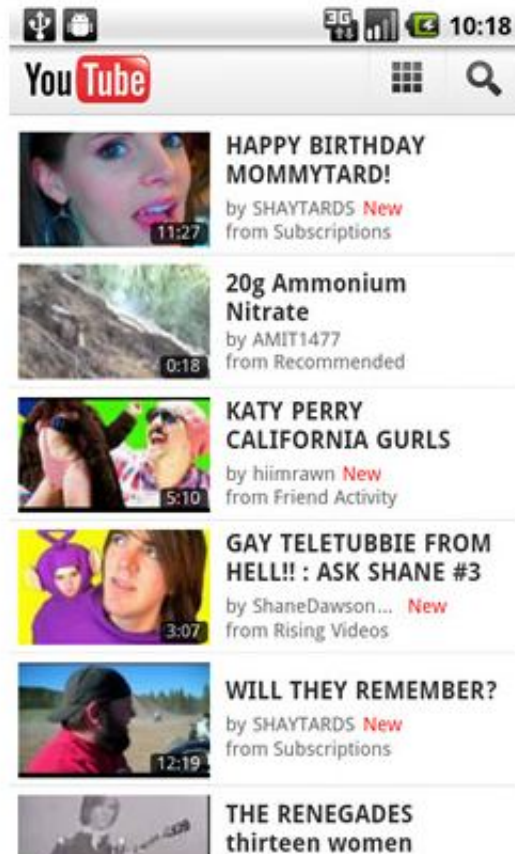 3G 10:18
YouTube
HAPPY BIRTHDAY
MOMMYTARD!
11:27
by SHAYTARDS New
from Subscriptions
20g Ammonium
Nitrate
by AMIT1477
0:18
from Recommended
KATY PERRY
CALIFORNIA GURLS
by hiimrawn New
5:10
from Friend Activity
GAY TELETUBBIE FROM
HELL!! : ASK SHANE #3
by ShaneDawson... New
3:07
from Rising Videos
WILL THEY REMEMBER?
by SHAYTARDS New
from Subscriptions
12:19
THE RENEGADES
thirteen women